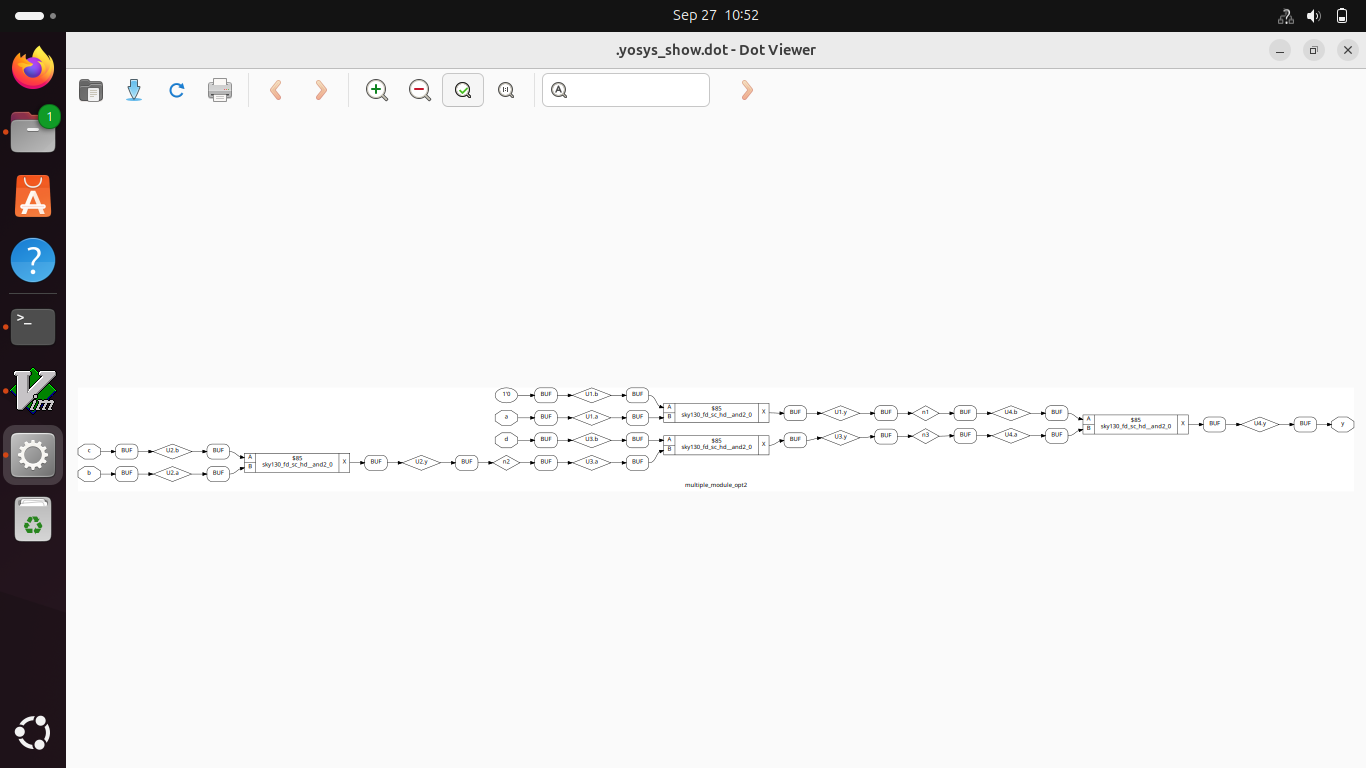 Sep 27 10:52
.yosys_show.dot - Dot Viewer
1
1'0 BUF U1.b BUF
a BUF U1.a BUF
A B $85 sky130_fd_sc_hd__and2_0 X
BUF U1.y BUF n1 BUF U4.b BUF
d BUF U3.b BUF
A B $85 sky130_fd_sc_hd__and2_0 X
BUF U3.y BUF n3 BUF U4.a BUF
A B $85 sky130_fd_sc_hd__and2_0 X
BUF U4.y BUF y
c BUF U2.b BUF
b BUF U2.a BUF
A B $85 sky130_fd_sc_hd__and2_0 X
BUF U2.y BUF n2 BUF U3.a BUF
multiple_module_opt2
>_
Vim
A
?